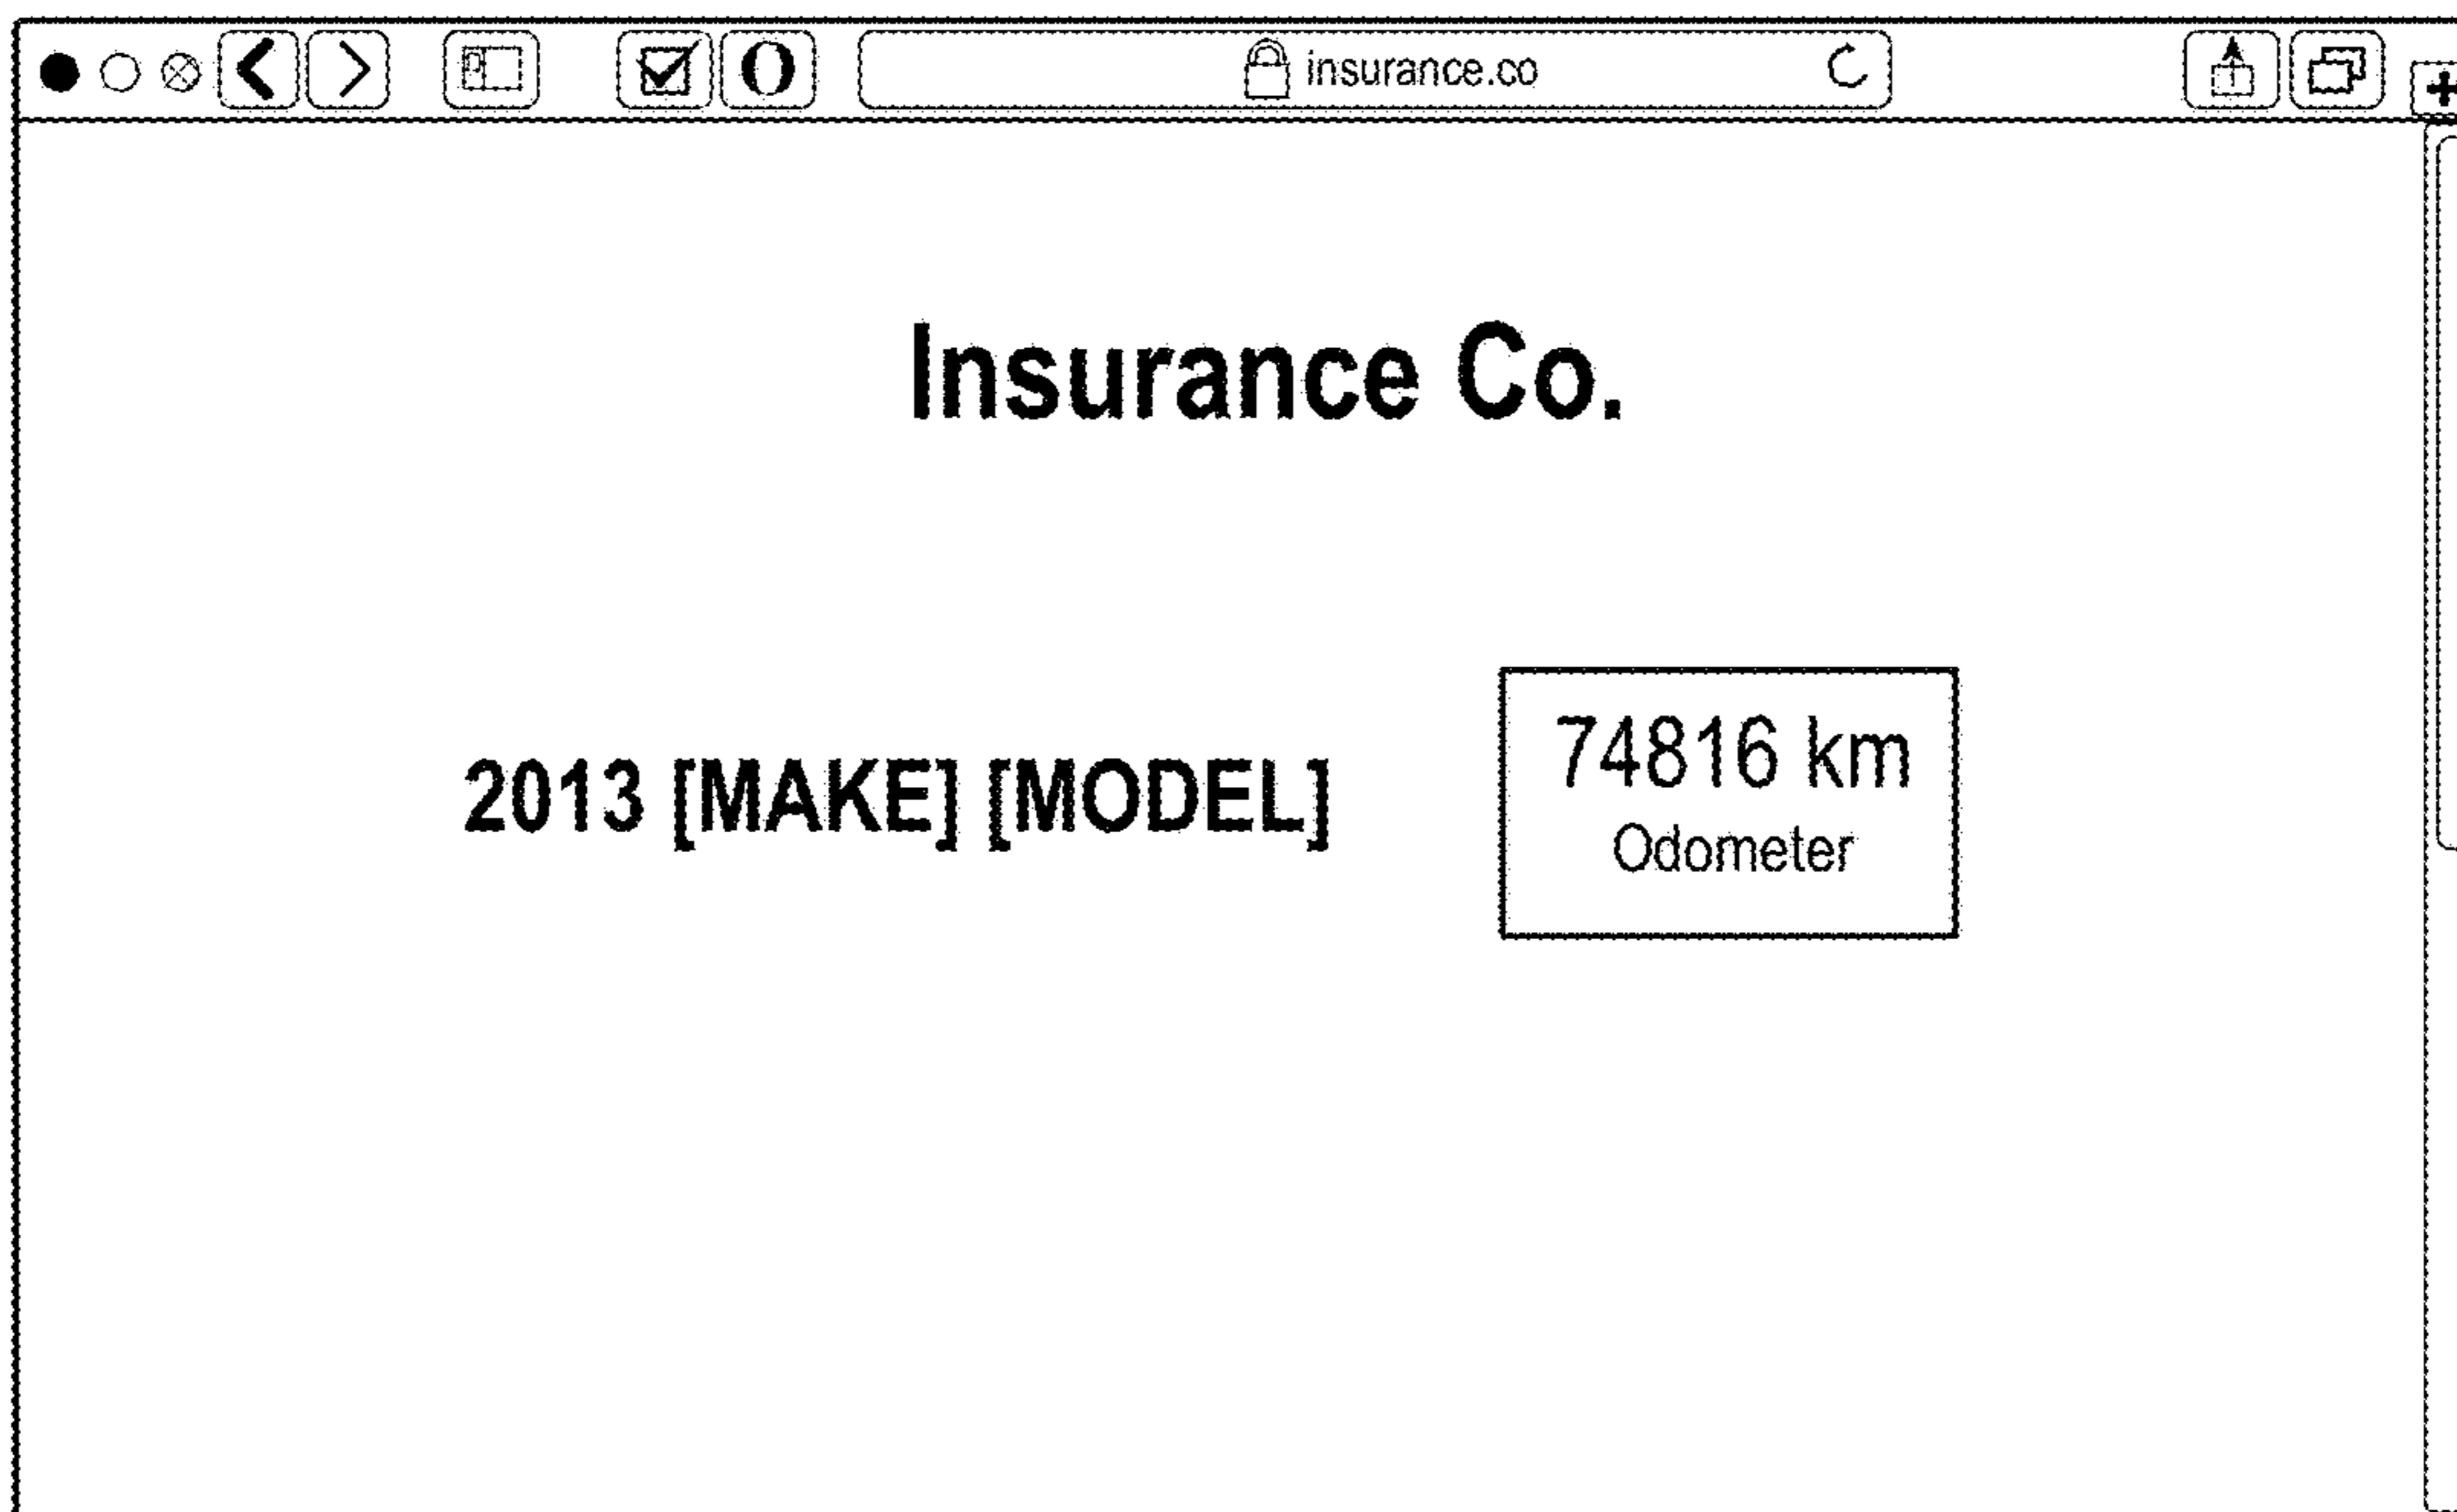 insurance.co
Insurance Co.
2013 [MAKE] [MODEL]
74816 km
Odometer